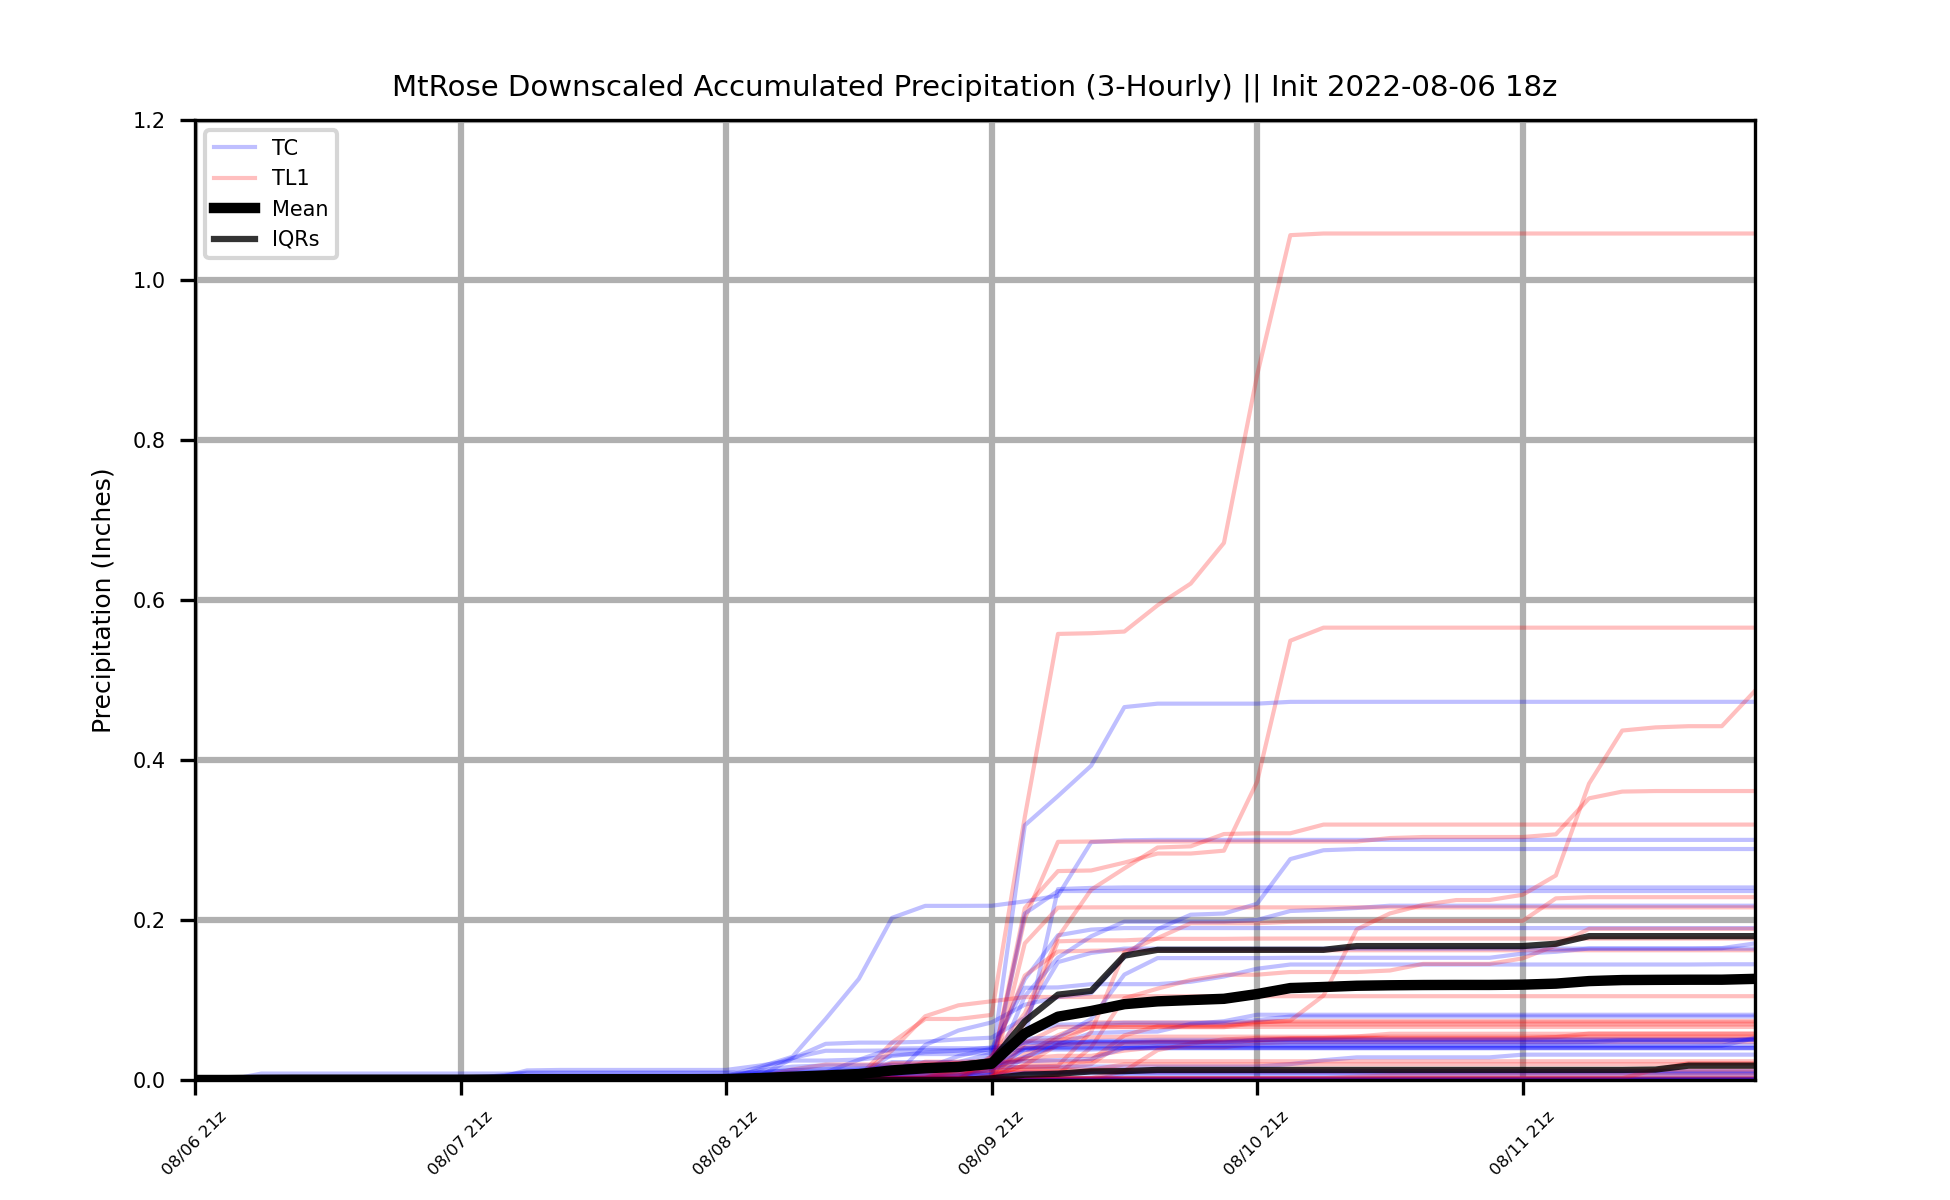 MtRose Downscaled Accumulated Precipitation (3-Hourly) || Init 2022-08-06 18z
TC
TL1
Mean
IQRs
Precipitation (Inches)
1.2
1.0
0.8
0.6
0.4
0.2
0.0
08/06 21z
08/07 21z
08/08 21z
08/09 21z
08/10 21z
08/11 21z